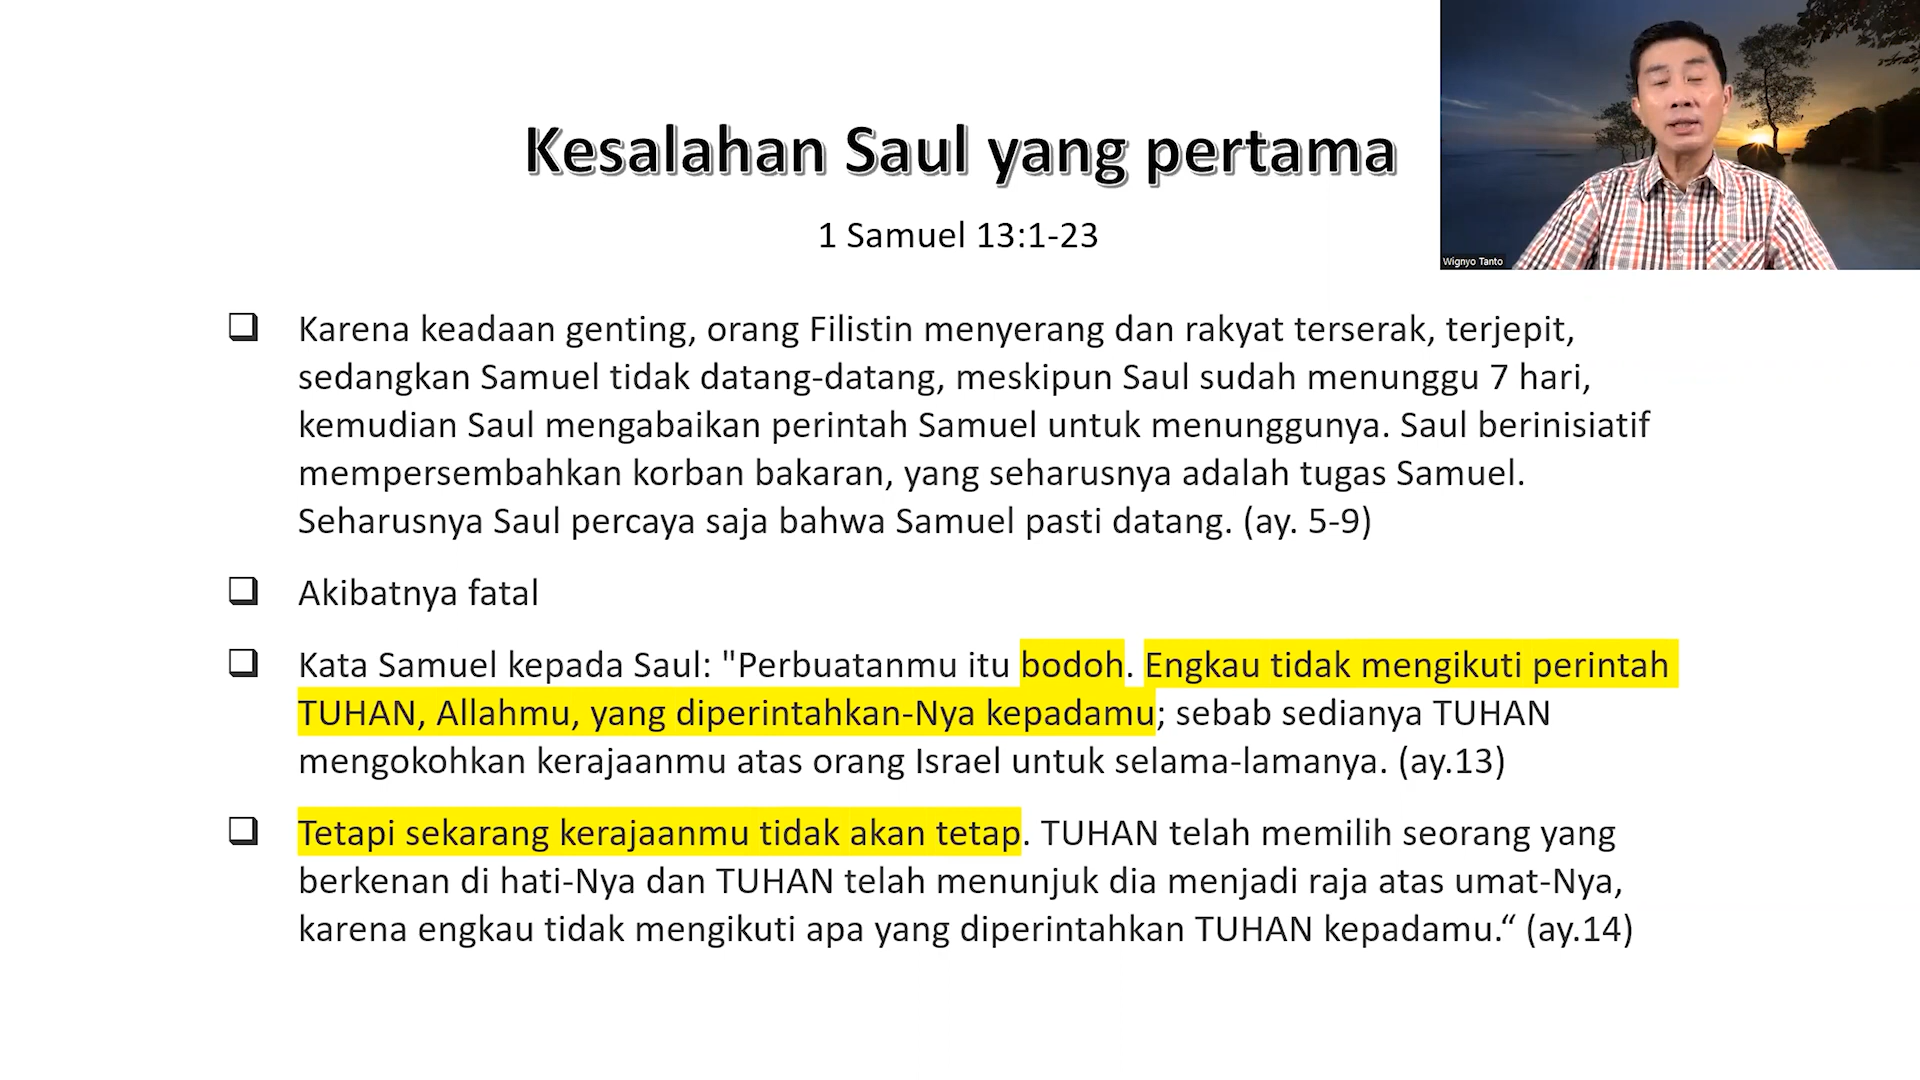 Kesalahan Saul yang pertama
1 Samuel 13:1-23
Wignyo Tanto
Karena keadaan genting, orang Filistin menyerang dan rakyat terserak, terjepit,
sedangkan Samuel tidak datang-datang, meskipun Saul sudah menunggu 7 hari,
kemudian Saul mengabaikan perintah Samuel untuk menunggunya. Saul berinisiatif
mempersembahkan korban bakaran, yang seharusnya adalah tugas Samuel.
Seharusnya Saul percaya saja bahwa Samuel pasti datang. (ay. 5-9)
Akibatnya fatal
Kata Samuel kepada Saul: "Perbuatanmu itu bodoh. Engkau tidak mengikuti perintah
TUHAN, Allahmu, yang diperintahkan-Nya kepadamu; sebab sedianya TUHAN
mengokohkan kerajaanmu atas orang Israel untuk selama-lamanya. (ay.13)
Tetapi sekarang kerajaanmu tidak akan tetap. TUHAN telah memilih seorang yang
berkenan di hati-Nya dan TUHAN telah menunjuk dia menjadi raja atas umat-Nya,
karena engkau tidak mengikuti apa yang diperintahkan TUHAN kepadamu.“ (ay.14)